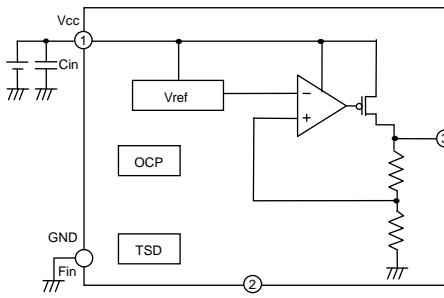 Vcc
1
Cin
Vref
−
+
3
OCP
GND
TSD
Fin
2